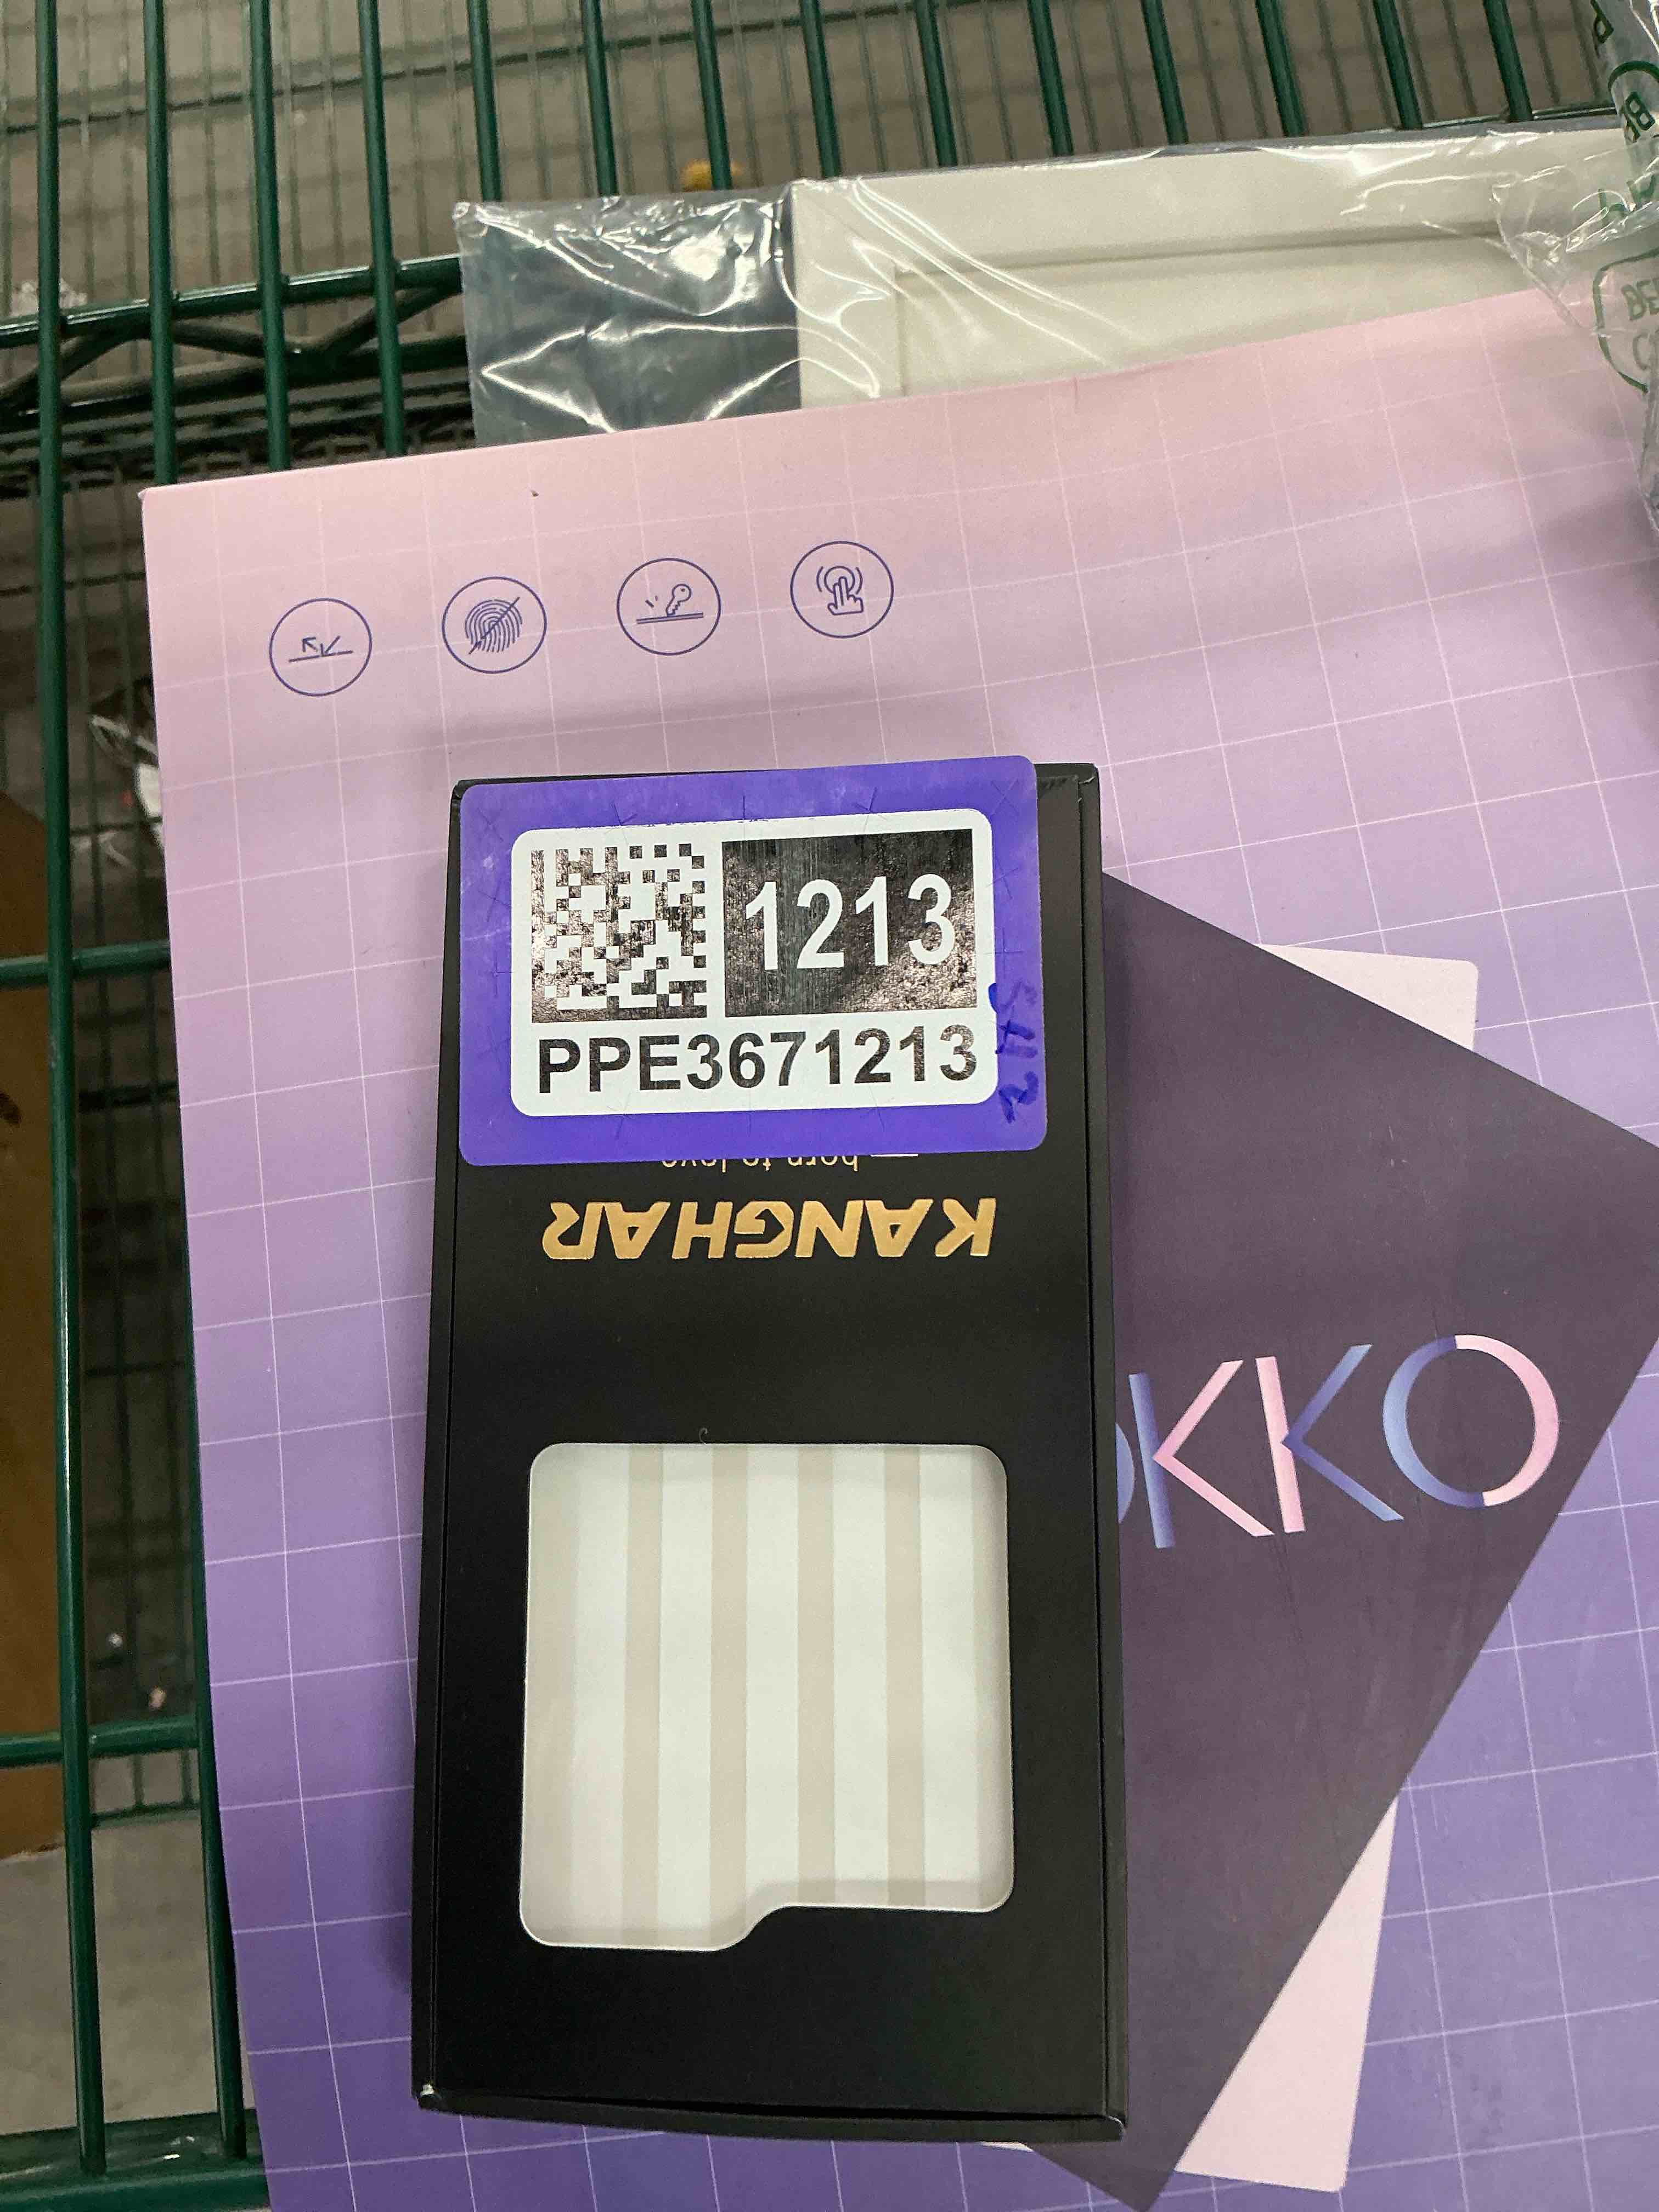 1213
PPE3671213
born to love
KANGHAR
KKO